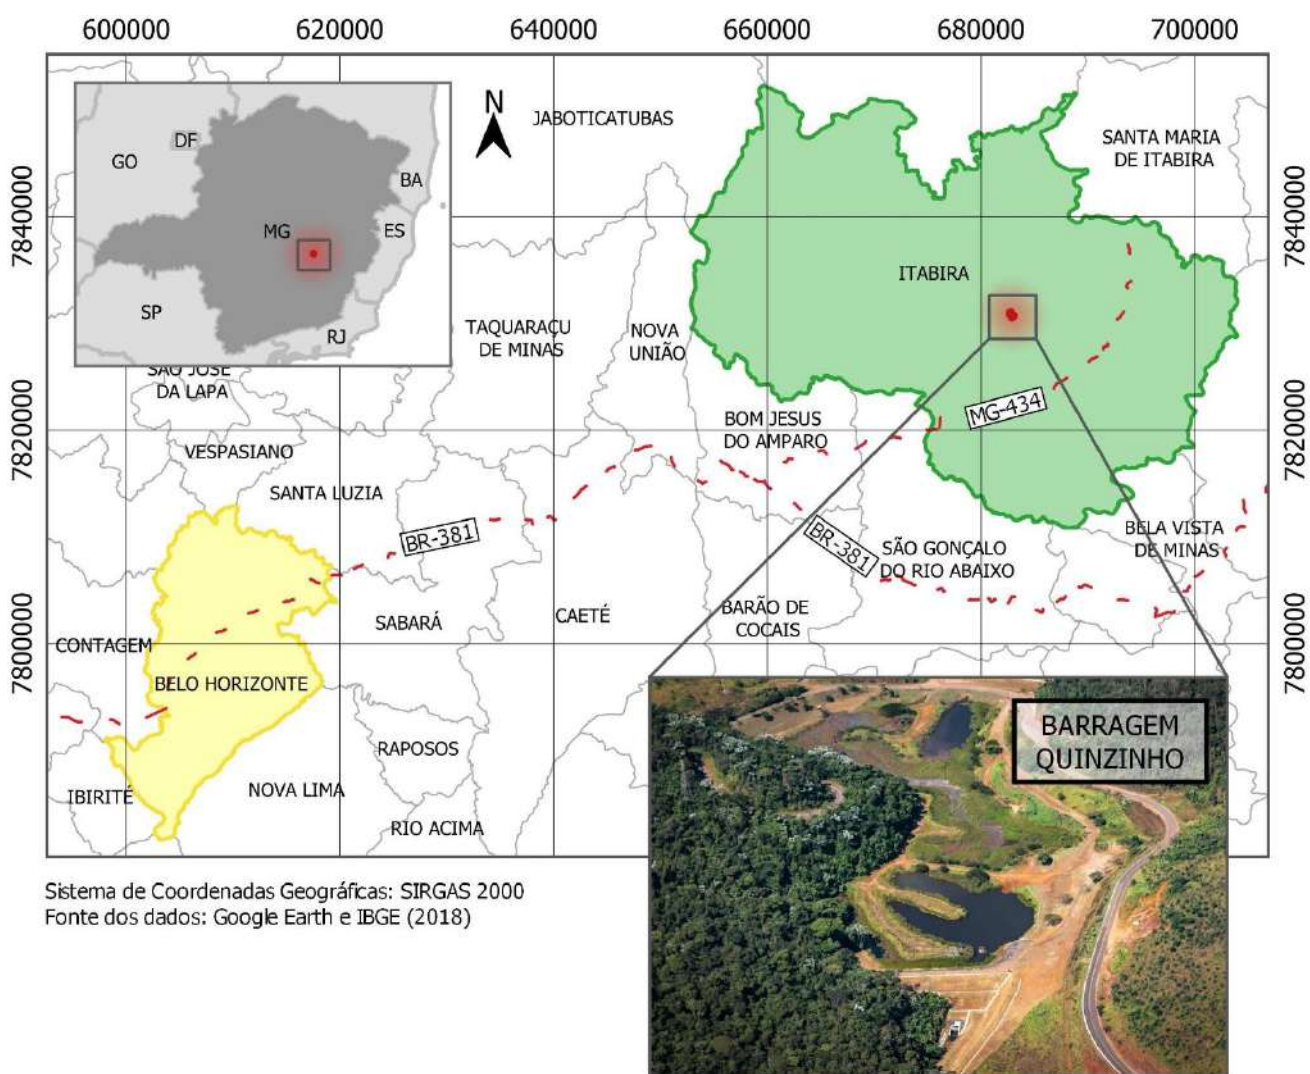 600000
620000
640000
660000
680000
700000
N
JABOTICATUBAS
SANTA MARIA
DE ITABIRA
DF
GO
BA
MG
ES
SP
RJ
7840000
7840000
ITABIRA
TAQUARAÇU
DE MINAS
NOVA
UNIÃO
SÃO JOSÉ
DA LAPA
MG-434
BOM JESUS
DO AMPARO
7820000
7820000
VESPASIANO
SANTA LUZIA
BR-381
BR-381
SÃO GONÇALO
DO RIO ABAIXO
BELA VISTA
DE MINAS
BARÃO DE
COCAIS
CAETÉ
SABARÁ
7800000
7800000
CONTAGEM
BELO HORIZONTE
RAPOSOS
IBIRITÉ
NOVA LIMA
RIO ACIMA
BARRAGEM
QUINZINHO
Sistema de Coordenadas Geográficas: SIRGAS 2000
Fonte dos dados: Google Earth e IBGE (2018)